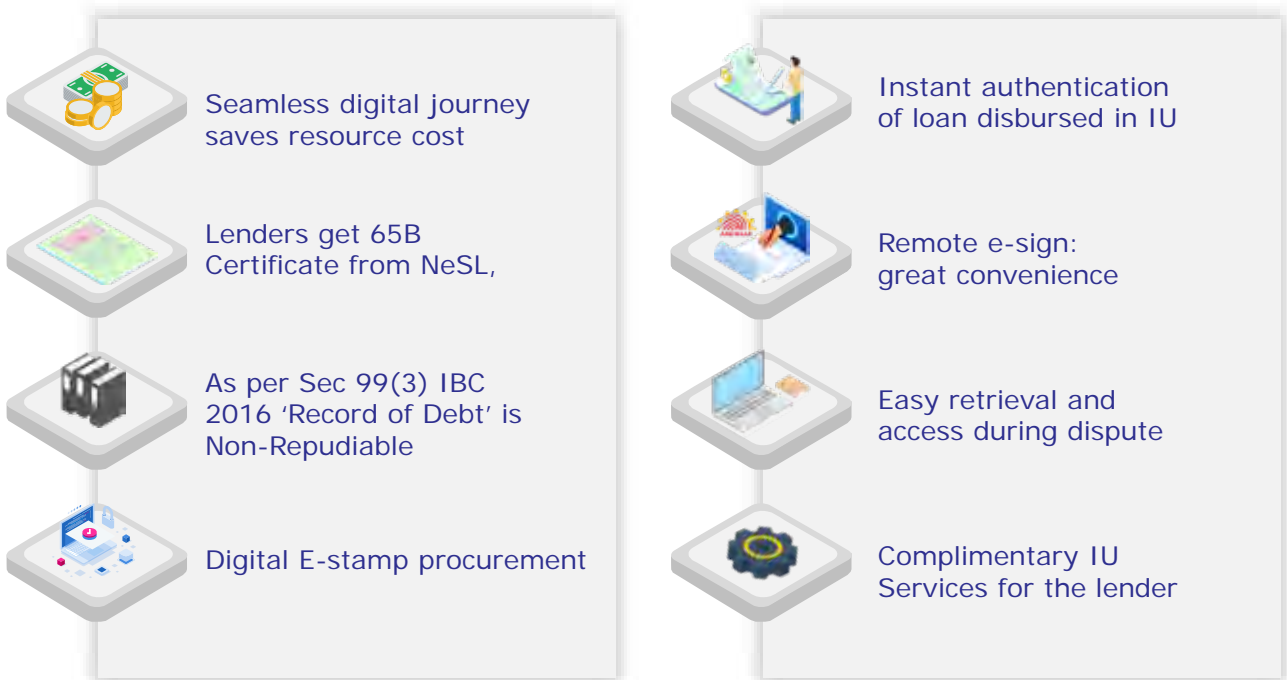 Seamless digital journey
saves resource cost
Lenders get 65B
Certificate from NeSL,
As per Sec 99(3) IBC
2016 ‘Record of Debt’ is
Non-Repudiable
Digital E-stamp procurement
Instant authentication
of loan disbursed in IU
AADHAAR
Remote e-sign:
great convenience
Easy retrieval and
access during dispute
Complimentary IU
Services for the lender